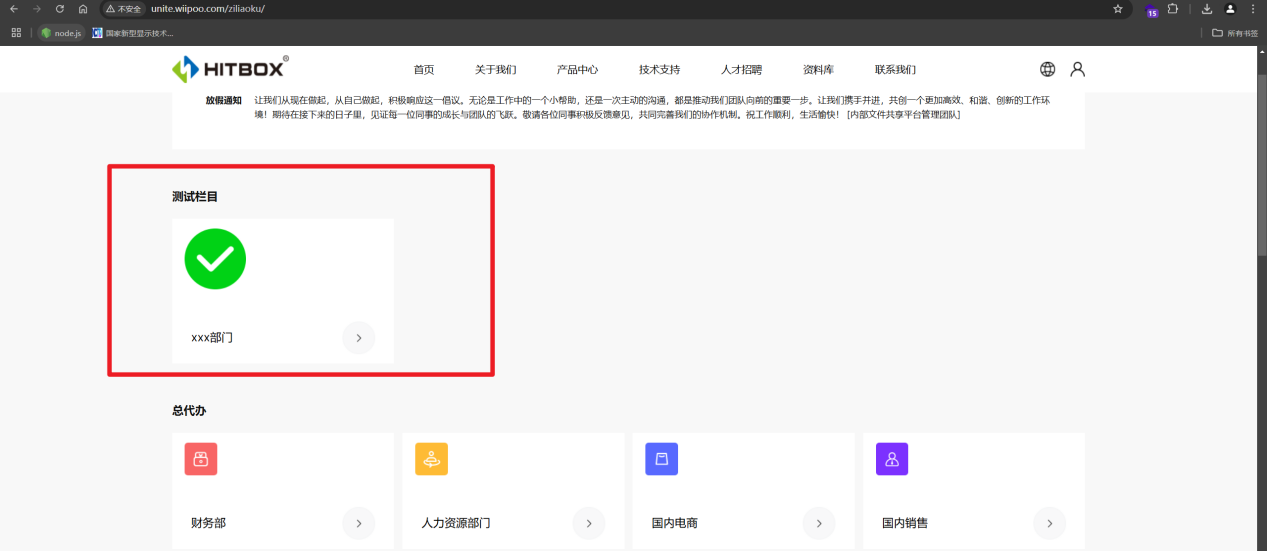 不安全 unite.wiipoo.com/ziliaoku/
15
node.js 国家新型显示技术... 所有书签
HITBOX® 首页 关于我们 产品中心 技术支持 人才招聘 资料库 联系我们
放假通知 让我们从现在做起，从自己做起，积极响应这一倡议。无论是工作中的一个小帮助，还是一次主动的沟通，都是推动我们团队向前的重要一步。让我们携手并进，共创一个更加高效、和谐、创新的工作环
境！期待在接下来的日子里，见证每一位同事的成长与团队的飞跃。敬请各位同事积极反馈意见，共同完善我们的协作机制。祝工作顺利，生活愉快！ [内部文件共享平台管理团队]
测试栏目
xxx部门
总代办
财务部 人力资源部门 国内电商 国内销售